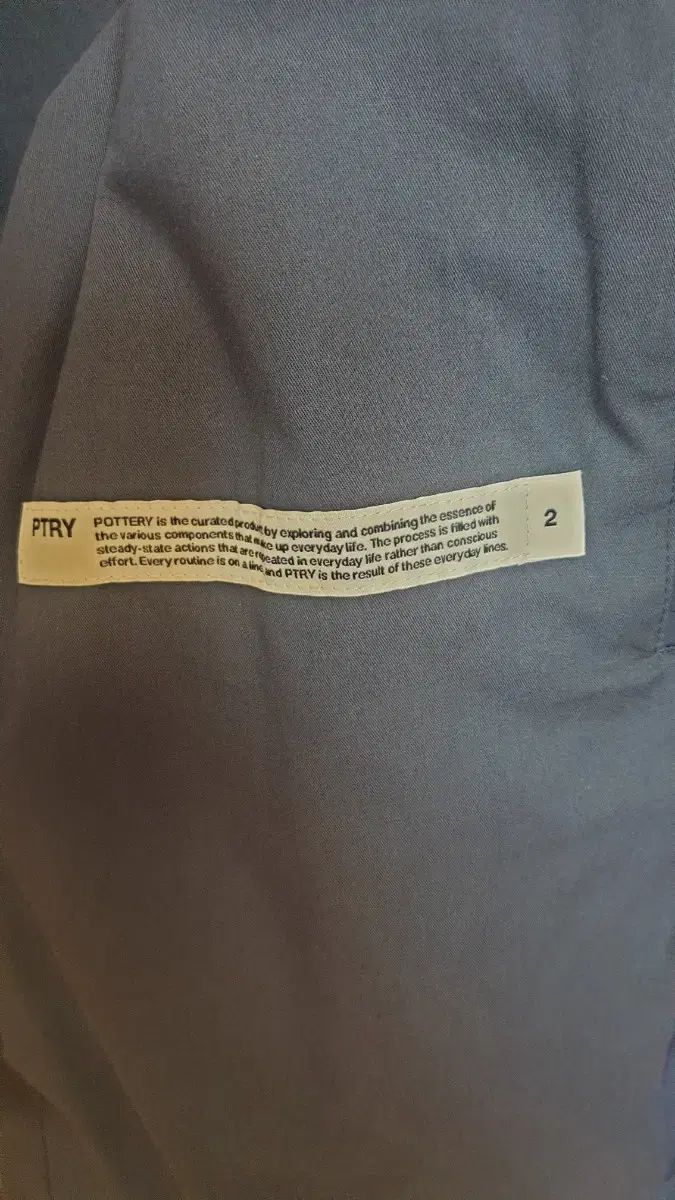 PTRY
POTTERY is the curated product by exploring and combining the essence of
the various components that make up everyday life. The process is filled with
steady-state actions that are repeated in everyday life rather than conscious
effort. Every routine is on a line and PTRY is the result of these everyday lines.
2